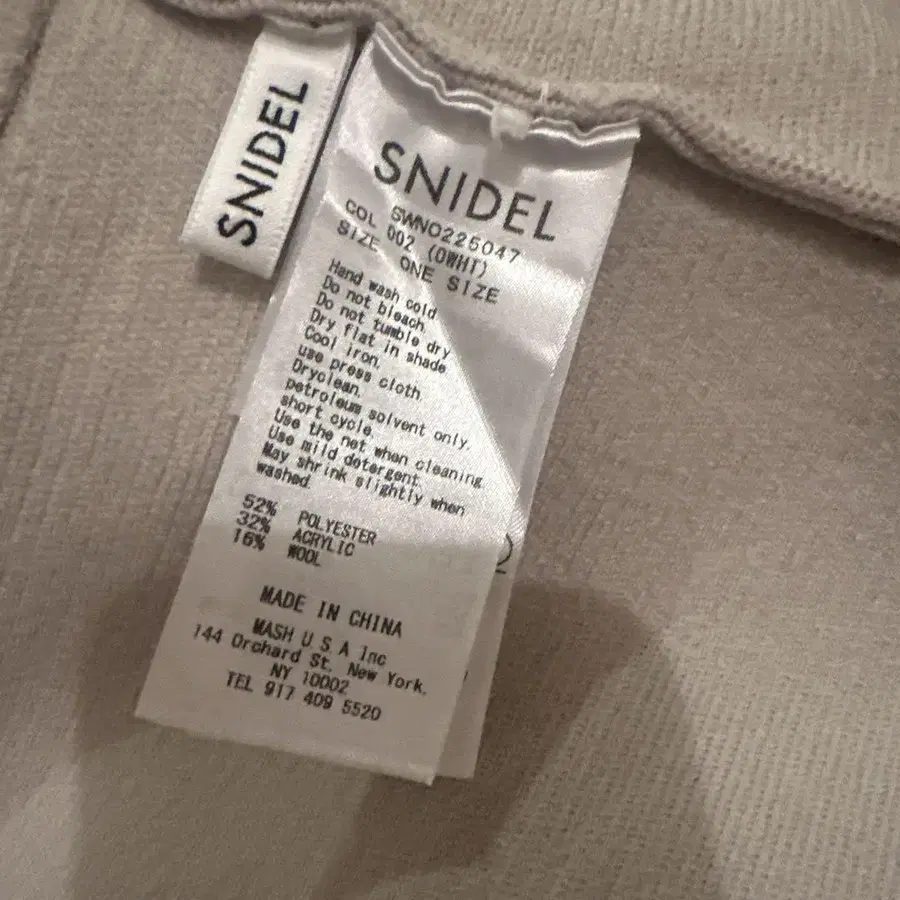 SNIDEL
SNIDEL
SWNO225047
COL 002 (OWHT)
SIZE ONE SIZE
Hand wash cold
Do not bleach.
Do not tumble dry
Dry flat in shade
Cool iron.
use press cloth.
Dryclean.
petroleum solvent only.
short cycle.
Use the net when cleaning.
Use mild detergent.
May shrink slightly when
washed.
52% POLYESTER
32% ACRYLIC
16% WOOL
MADE IN CHINA
MASH U S A Inc
144 Orchard St. New York.
NY 10002
TEL 917 409 5520